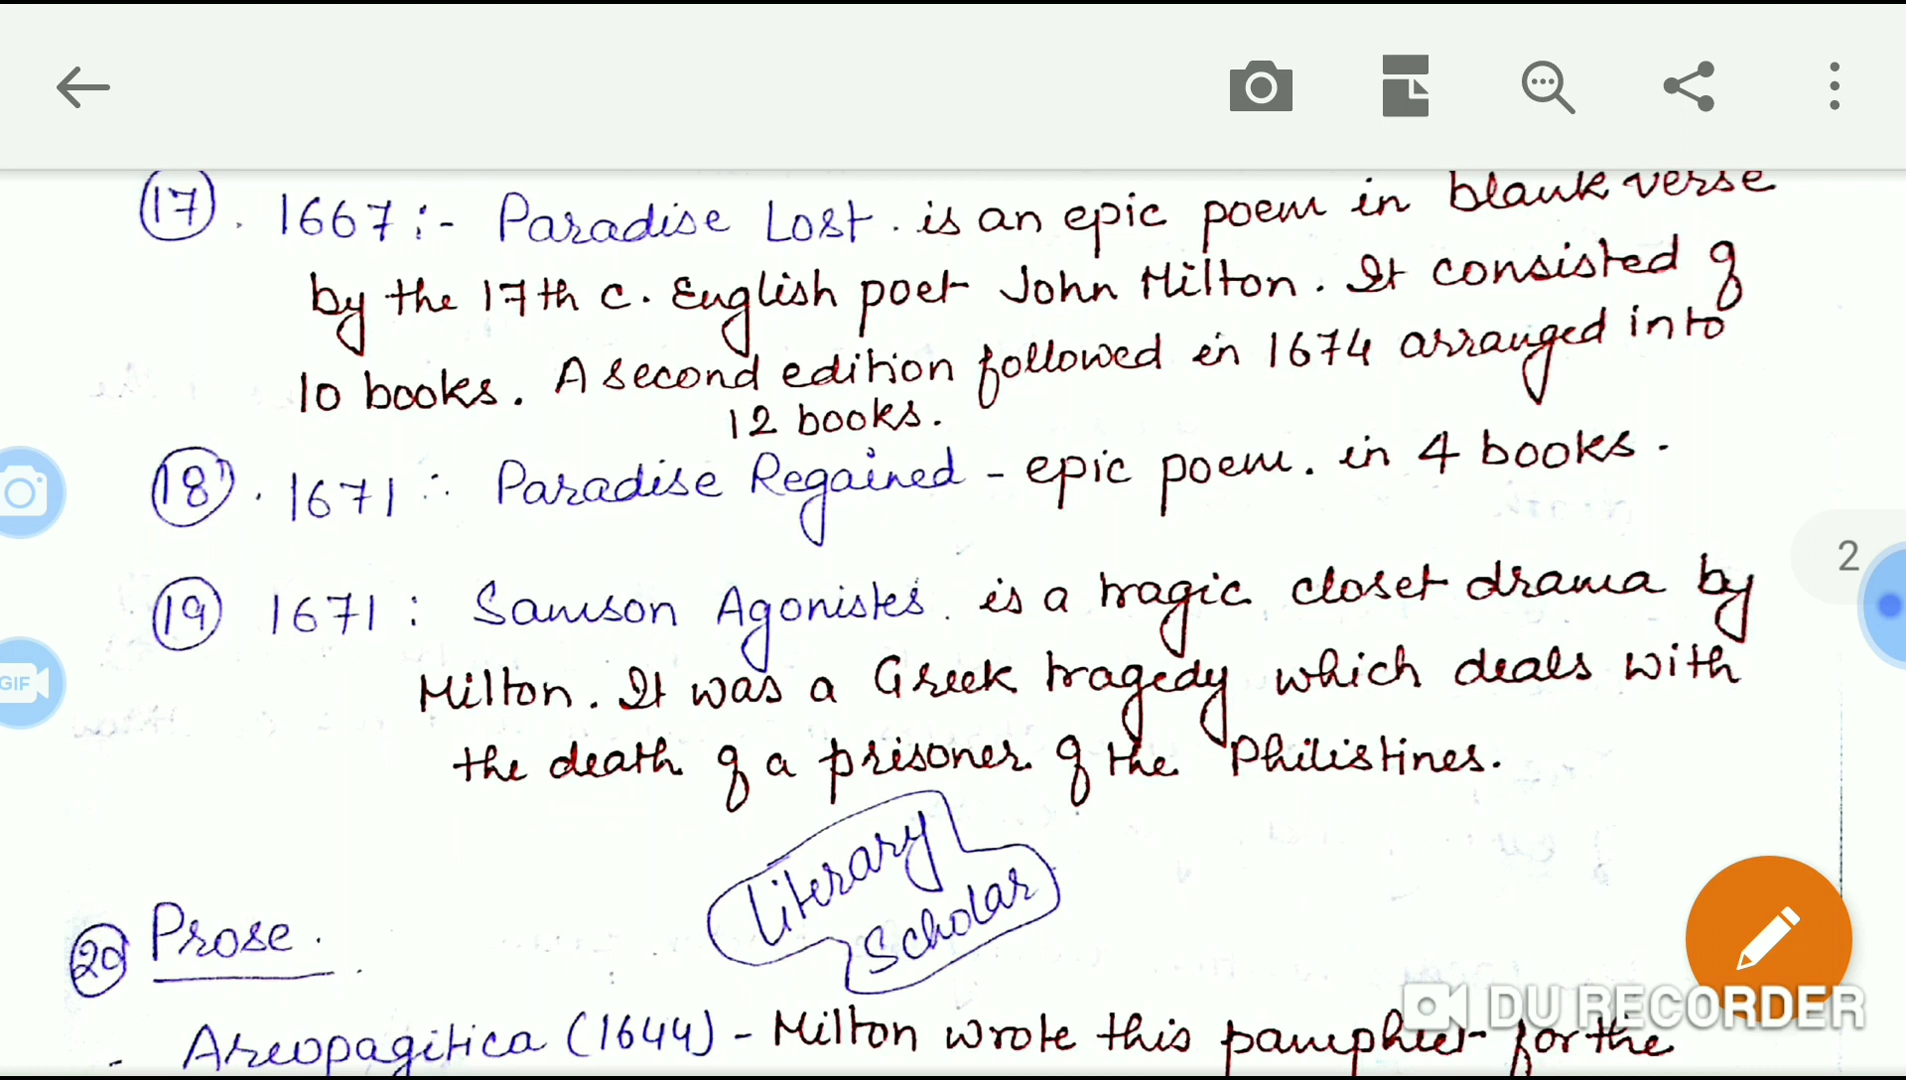 17. 1667:- Paradise Lost. is an epic poem in blank verse
by the 17th c. English poet John Milton. It consisted of
10 books. A second edition followed in 1674 arranged into
12 books.
18. 1671 : Paradise Regained - epic poem. in 4 books.
2
19 1671 : Samson Agonistes. is a tragic closet drama by
Milton. It was a Greek tragedy which deals with
GIF
the death of a prisoner of the Philistines.
Literary
Scholar
20 Prose.
DU RECORDER
- Areopagitica (1644) - Milton wrote this pamphlet for the